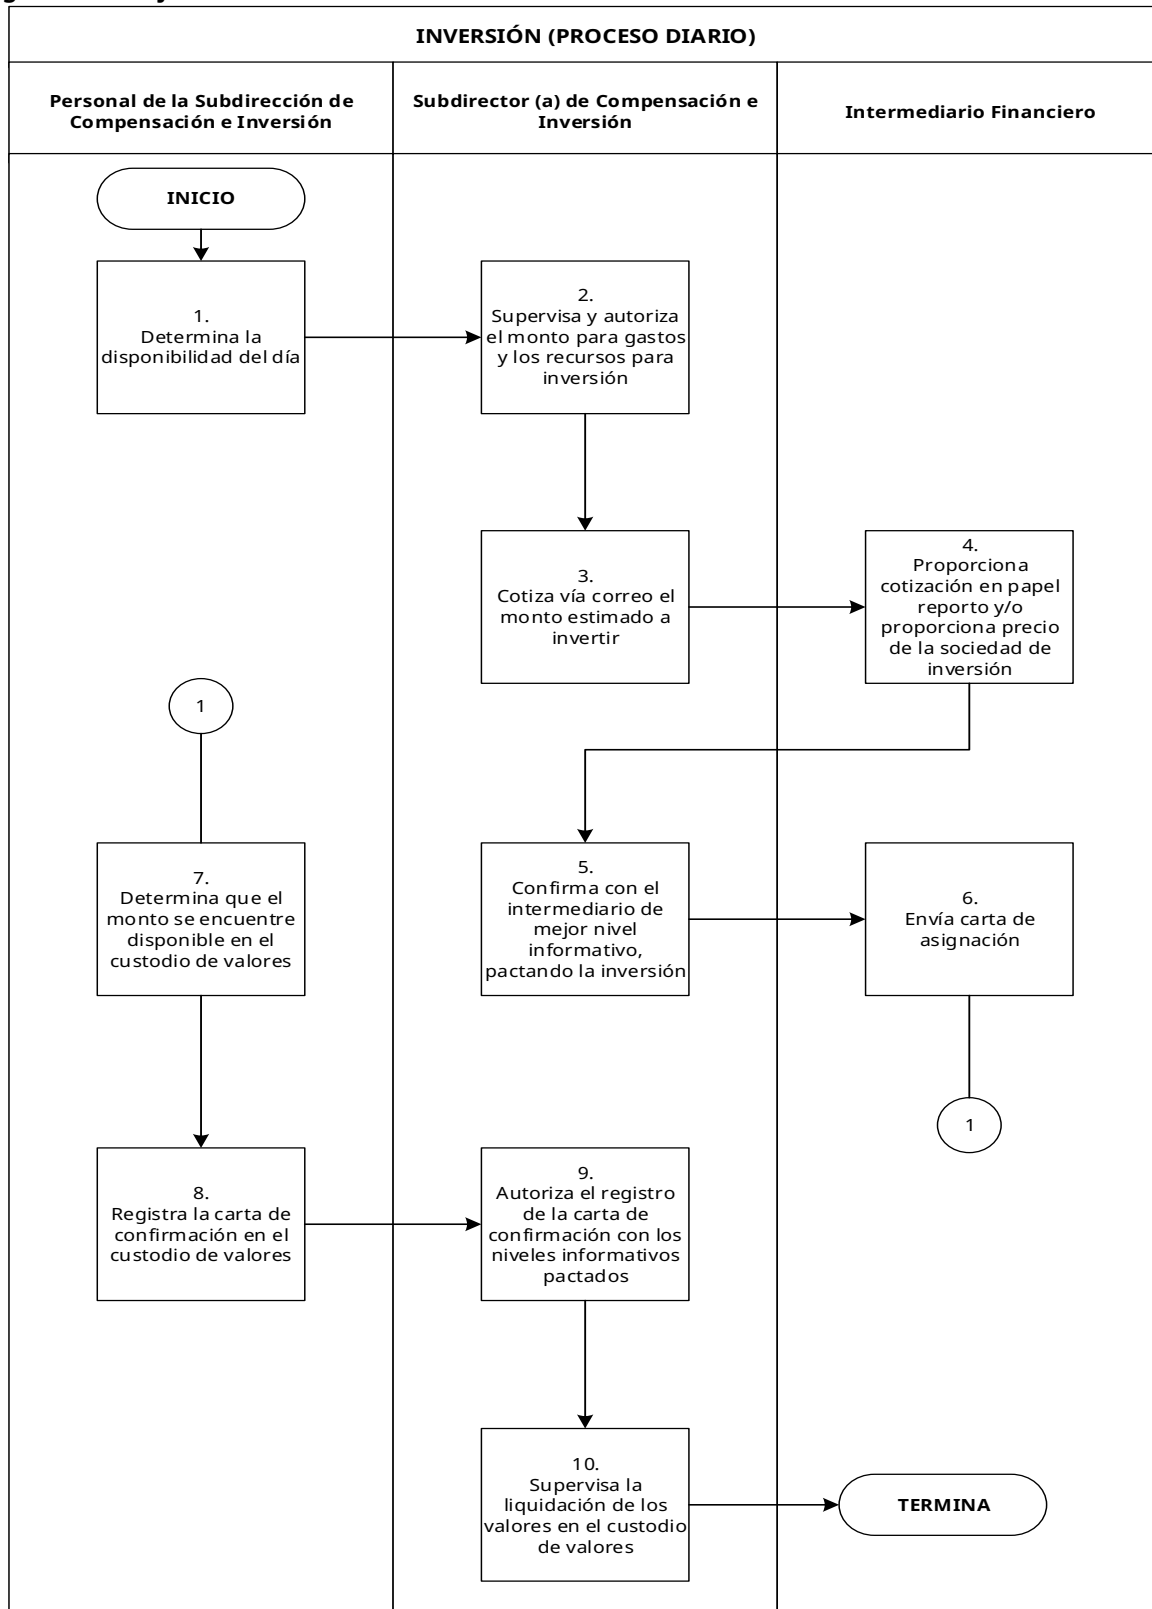 INVERSIÓN (PROCESO DIARIO)
Personal de la Subdirección de
Compensación e Inversión
Subdirector (a) de Compensación e
Inversión
Intermediario Financiero
INICIO
1.
Determina la
disponibilidad del día
2.
Supervisa y autoriza
el monto para gastos
y los recursos para
inversión
3.
Cotiza vía correo el
monto estimado a
invertir
4.
Proporciona
cotización en papel
reporto y/o
proporciona precio
de la sociedad de
inversión
1
5.
Confirma con el
intermediario de
mejor nivel
informativo,
pactando la inversión
6.
Envía carta de
asignación
1
7.
Determina que el
monto se encuentre
disponible en el
custodio de valores
8.
Registra la carta de
confirmación en el
custodio de valores
9.
Autoriza el registro
de la carta de
confirmación con los
niveles informativos
pactados
10.
Supervisa la
liquidación de los
valores en el custodio
de valores
TERMINA